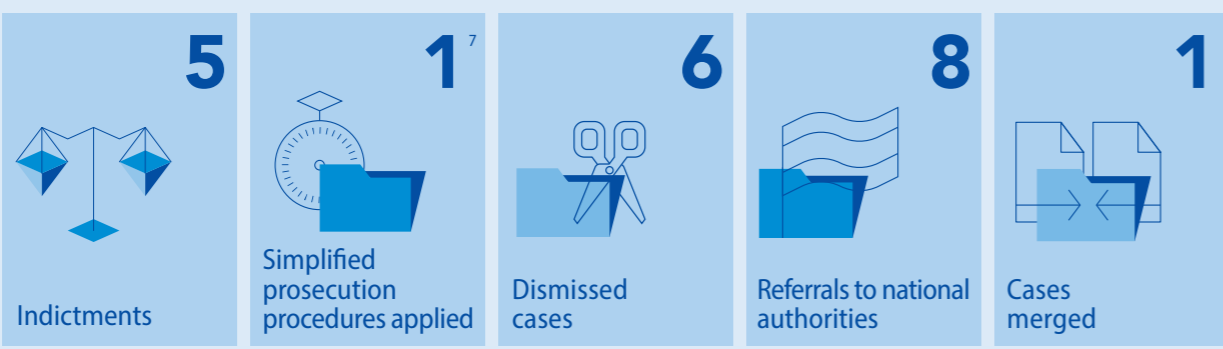 5
Indictments
1 7
Simplified
prosecution
procedures applied
6
Dismissed
cases
8
Referrals to national
authorities
1
Cases
merged